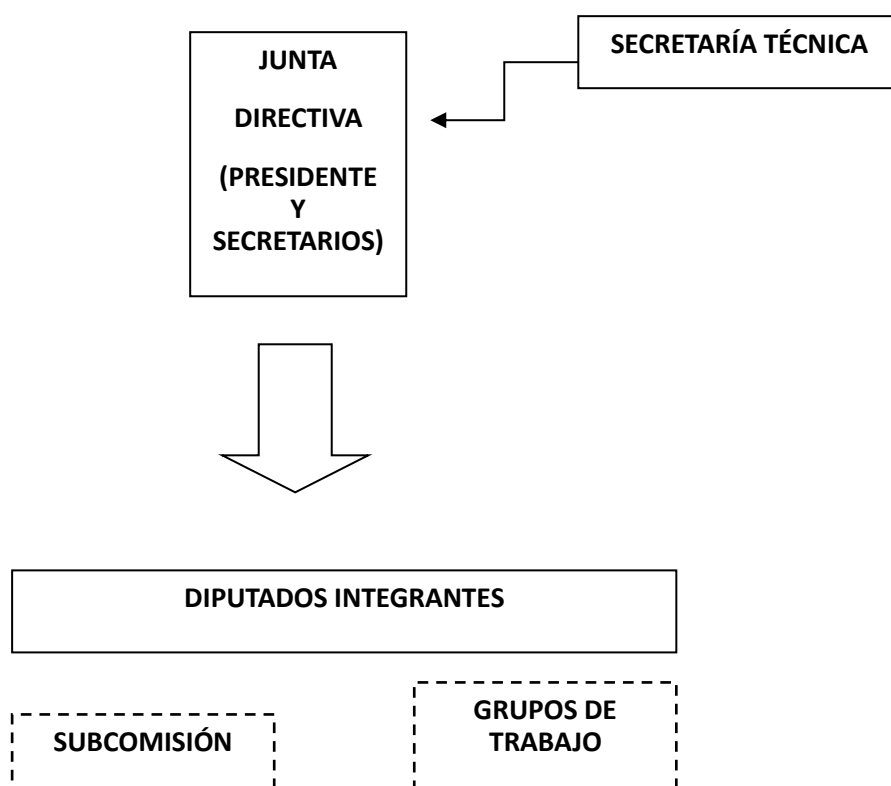 JUNTA
DIRECTIVA
(PRESIDENTE
Y
SECRETARIOS)
SECRETARÍA TÉCNICA
DIPUTADOS INTEGRANTES
SUBCOMISIÓN
GRUPOS DE
TRABAJO